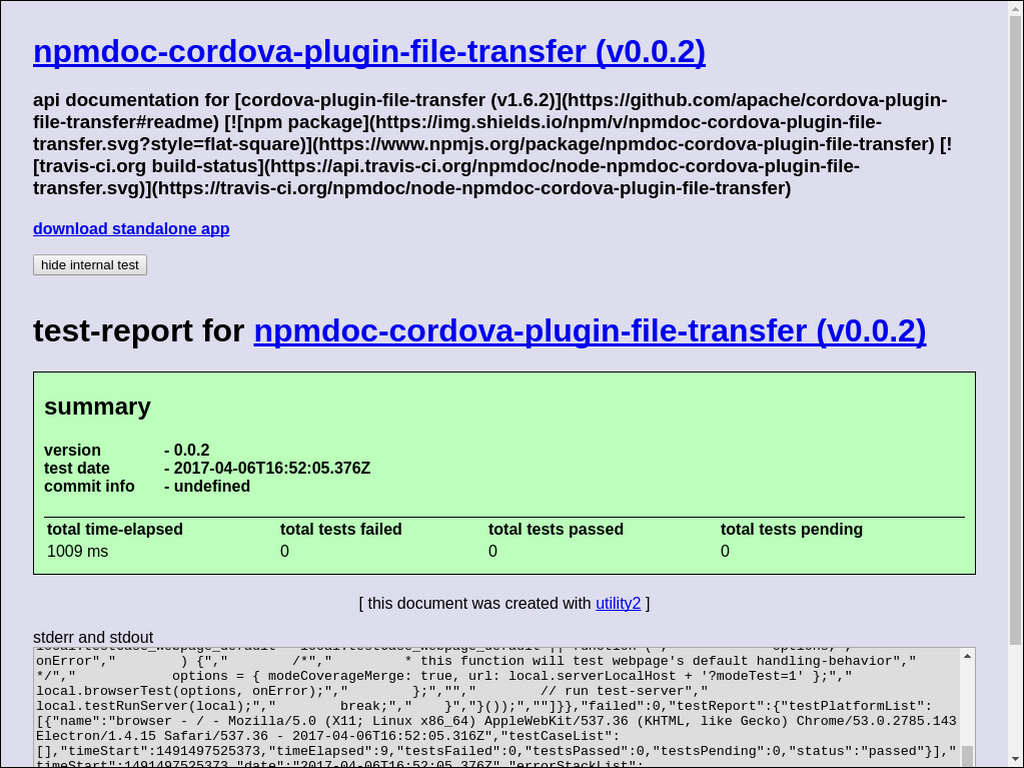 npmdoc-cordova-plugin-file-transfer (v0.0.2)
api documentation for [cordova-plugin-file-transfer (v1.6.2)](https://github.com/apache/cordova-plugin-
file-transfer#readme) [![npm package](https://img.shields.io/npm/v/npmdoc-cordova-plugin-file-
transfer.svg?style=flat-square)](https://www.npmjs.org/package/npmdoc-cordova-plugin-file-transfer) [!
[travis-ci.org build-status](https://api.travis-ci.org/npmdoc/node-npmdoc-cordova-plugin-file-
transfer.svg)](https://travis-ci.org/npmdoc/node-npmdoc-cordova-plugin-file-transfer)
download standalone app
hide internal test
test-report for npmdoc-cordova-plugin-file-transfer (v0.0.2)
summary
version - 0.0.2
test date - 2017-04-06T16:52:05.376Z
commit info - undefined
total time-elapsed total tests failed total tests passed total tests pending
1009 ms 0 0 0
[ this document was created with utility2 ]
stderr and stdout
onError","        ) {","        /*","         * this function will test webpage's default handling-behavior","
*/","            options = { modeCoverageMerge: true, url: local.serverLocalHost + '?modeTest=1' };","
local.browserTest(options, onError);","        };","","        // run test-server","
local.testRunServer(local);","        break;","    }","}());","",""]}},"failed":0,"testReport":{"testPlatformList":
[{"name":"browser - / - Mozilla/5.0 (X11; Linux x86_64) AppleWebKit/537.36 (KHTML, like Gecko) Chrome/53.0.2785.143
Electron/1.4.15 Safari/537.36 - 2017-04-06T16:52:05.316Z","testCaseList":
[],"timeStart":1491497525373,"timeElapsed":9,"testsFailed":0,"testsPassed":0,"testsPending":0,"status":"passed"}],"
timeStart":1491497525373,"date":"2017-04-06T16:52:05.376Z","errorStackList":